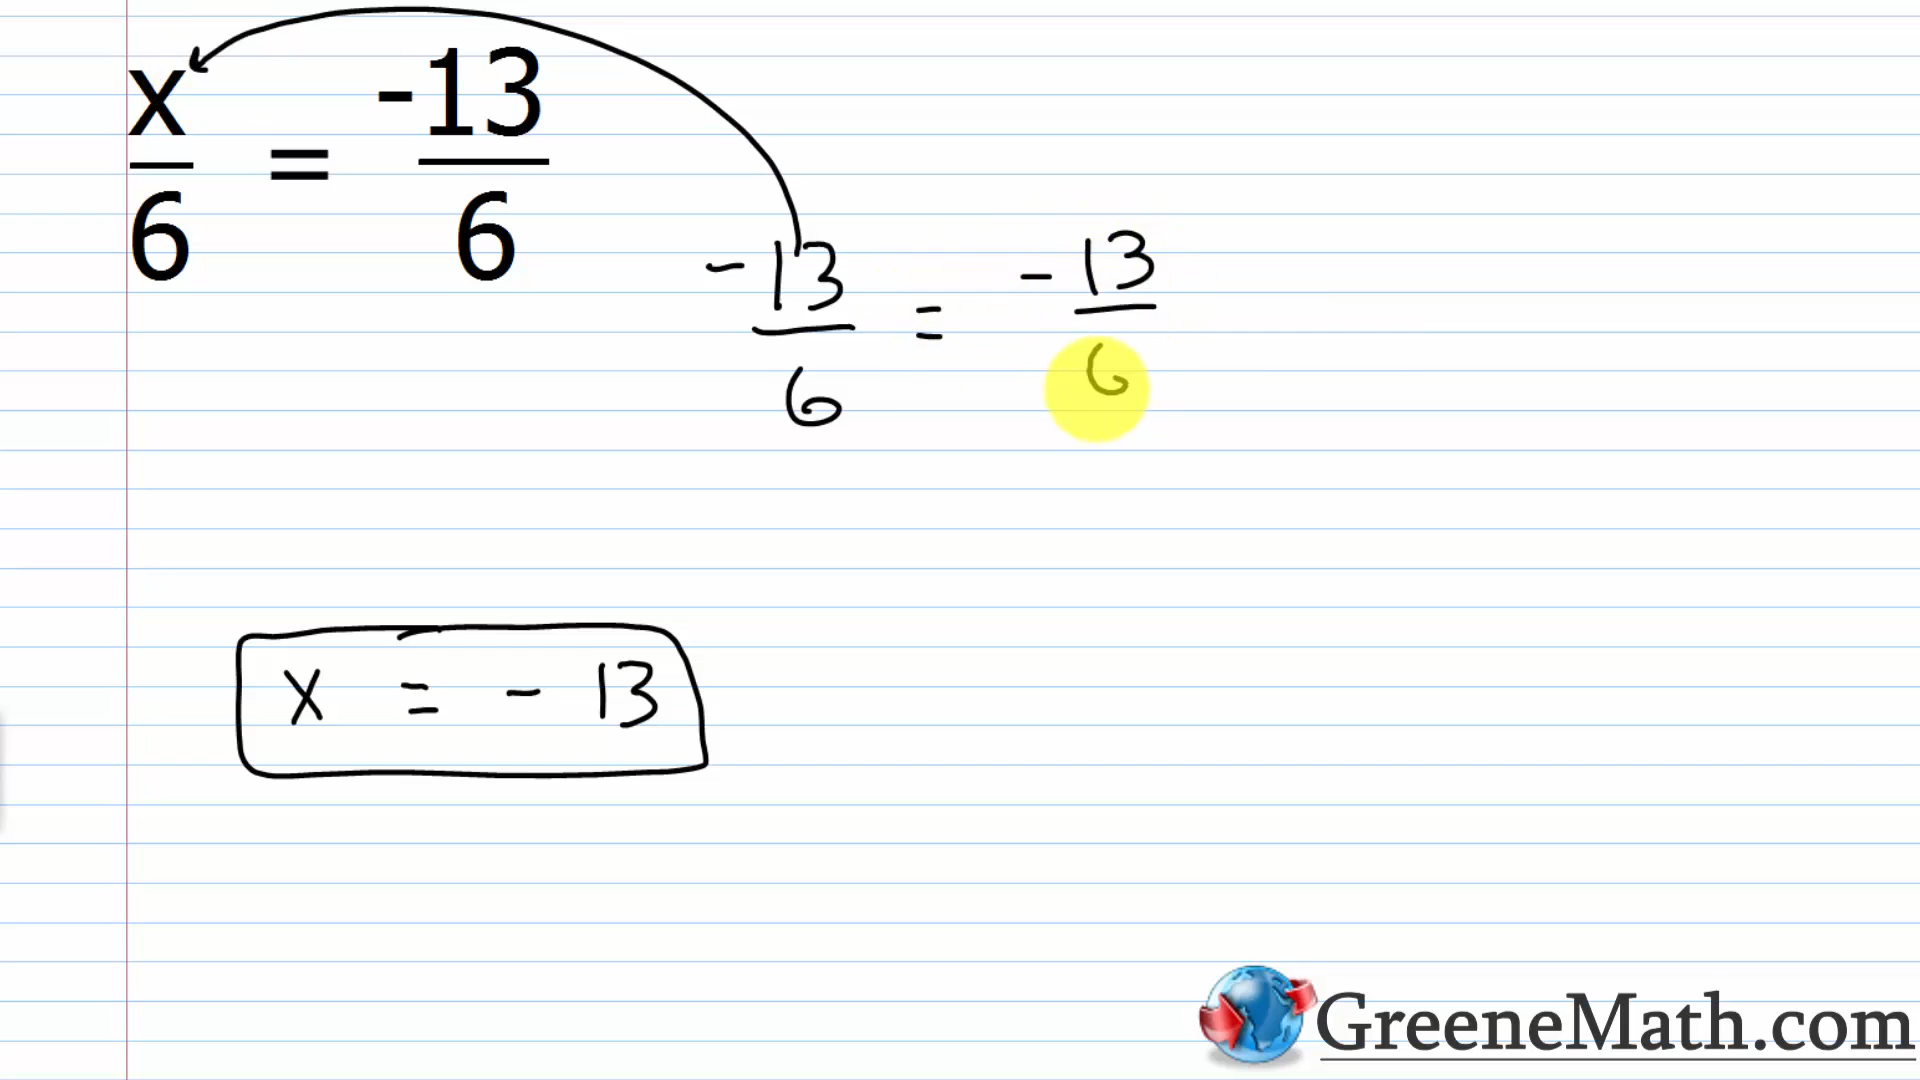 x/6 = -13/6
-13/6 = -13/6
x = -13
GreeneMath.com